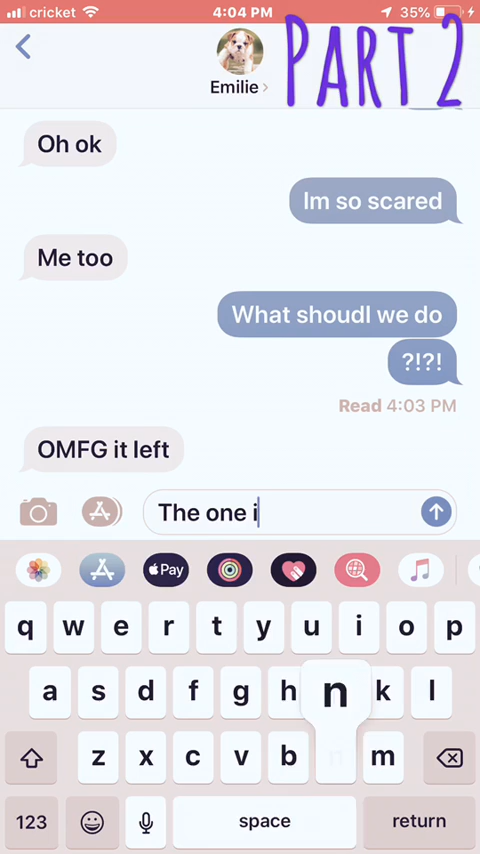 cricket 4:04 PM 35%
PART 2
Emilie
Oh ok
Im so scared
Me too
What shoudl we do
?!?!
Read 4:03 PM
OMFG it left
The one i
Pay
q w e r t y u i o p
a s d f g h n k l
z x c v b n m
123 space return